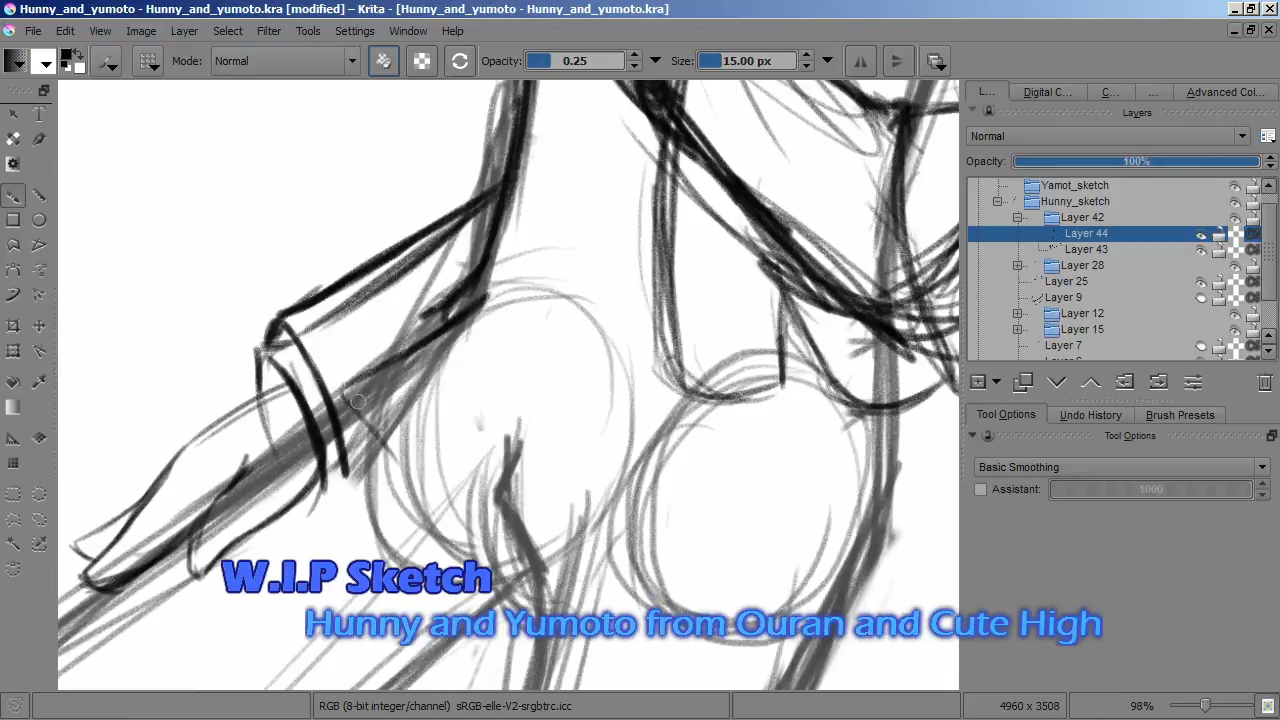 Hunny_and_yumoto - Hunny_and_yumoto.kra [modified] - Krita - [Hunny_and_yumoto - Hunny_and_yumoto.kra]
File Edit View Image Layer Select Filter Tools Settings Window Help
Mode: Normal Opacity: 0.25 Size: 15.00 px
L... Digital C... C... ... Advanced Col...
Layers
Normal
Opacity: 100%
Yamot_sketch
Hunny_sketch
Layer 42
Layer 44
Layer 43
Layer 28
Layer 25
Layer 9
Layer 12
Layer 15
Layer 7
Tool Options Undo History Brush Presets
Tool Options
Basic Smoothing
Assistant: 1000
W.I.P Sketch
Hunny and Yumoto from Ouran and Cute High
RGB (8-bit integer/channel) sRGB-elle-V2-srgbtrc.icc 4960 x 3508 98%